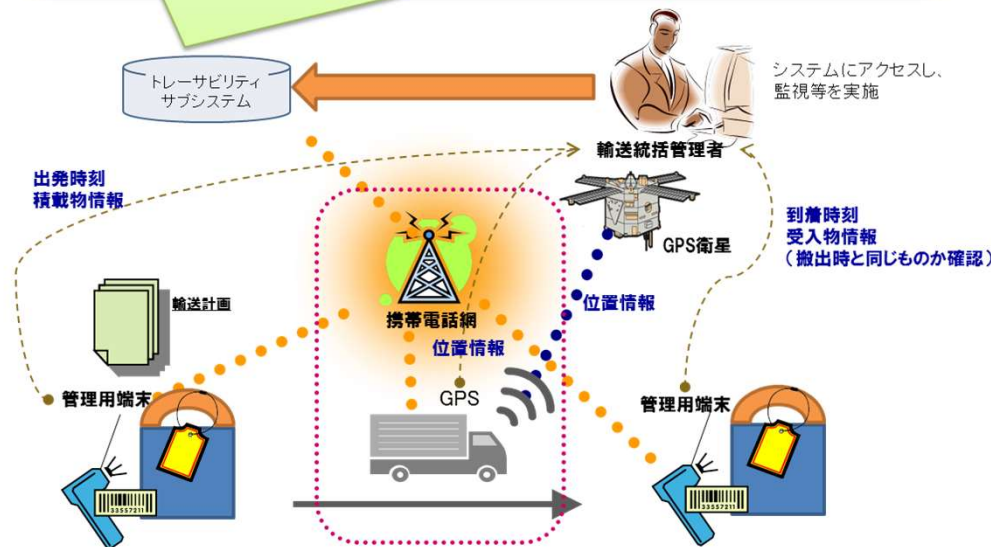 トレーサビリティ
サブシステム
システムにアクセスし、
監視等を実施
輸送統括管理者
出発時刻
積載物情報
到着時刻
受入物情報
（搬出時と同じものか確認）
GPS衛星
輸送計画
携帯電話網
位置情報
位置情報
管理用端末
GPS
管理用端末
33557211
33557211